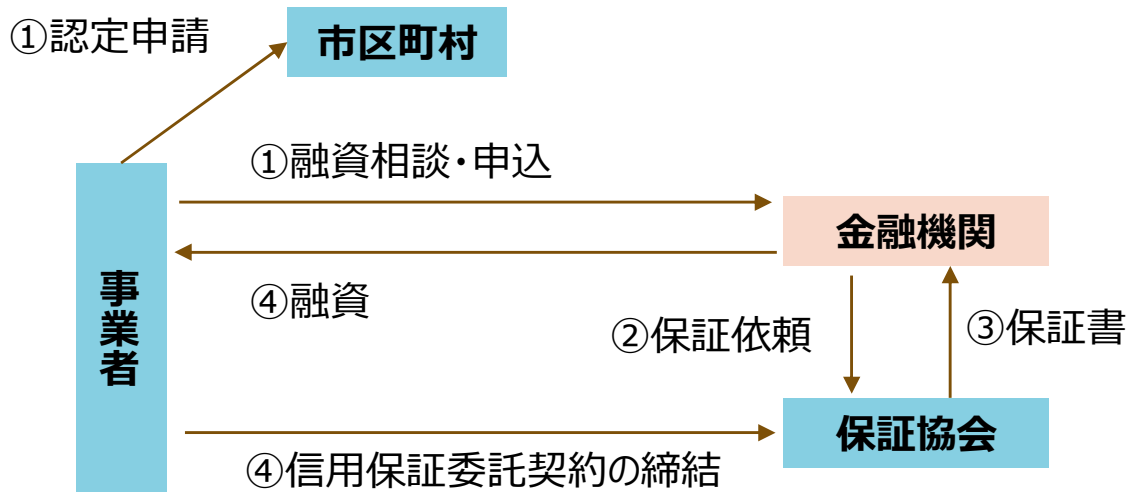 ①認定申請
市区町村
①融資相談・申込
金融機関
事業者
④融資
②保証依頼
③保証書
保証協会
④信用保証委託契約の締結